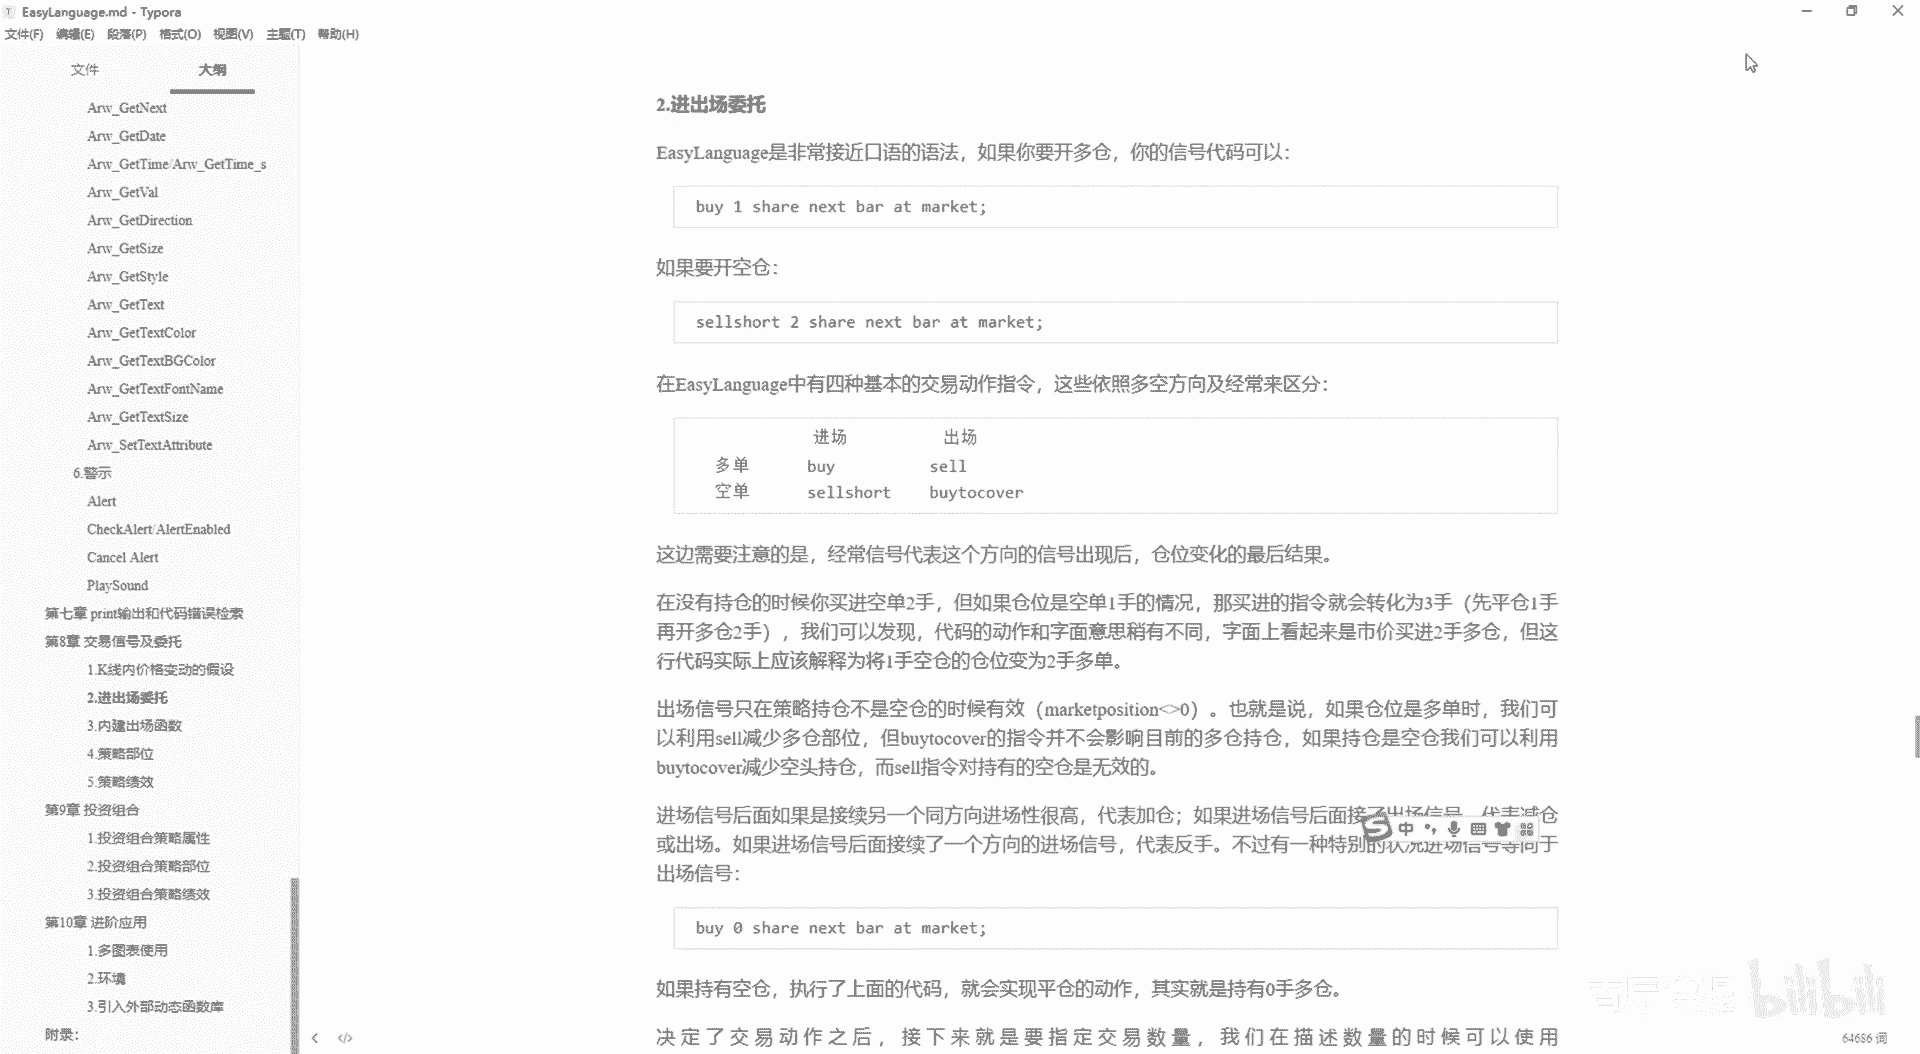 EasyLanguage.md - Typora
文件(F) 编辑(E) 段落(P) 格式(O) 视图(V) 主题(T) 帮助(H)
文件 大纲
Arw_GetNext
Arw_GetDate
Arw_GetTime/Arw_GetTime_s
Arw_GetVal
Arw_GetDirection
Arw_GetSize
Arw_GetStyle
Arw_GetText
Arw_GetTextColor
Arw_GetTextBGColor
Arw_GetTextFontName
Arw_GetTextSize
Arw_SetTextAttribute
6.警示
Alert
CheckAlert/AlertEnabled
Cancel Alert
PlaySound
第七章 print输出和代码错误检索
第8章 交易信号及委托
1.K线内价格变动的假设
2.进出场委托
3.内建出场函数
4.策略部位
5.策略绩效
第9章 投资组合
1.投资组合策略属性
2.投资组合策略部位
3.投资组合策略绩效
第10章 进阶应用
1.多图表使用
2.环境
3.引入外部动态函数库
附录：
2.进出场委托
EasyLanguage是非常接近口语的语法，如果你要开多仓，你的信号代码可以：
buy 1 share next bar at market;
如果要开空仓：
sellshort 2 share next bar at market;
在EasyLanguage中有四种基本的交易动作指令，这些依照多空方向及经常来区分：
进场 出场
多单 buy sell
空单 sellshort buytocover
这边需要注意的是，经常信号代表这个方向的信号出现后，仓位变化的最后结果。
在没有持仓的时候你买进空单2手，但如果仓位是空单1手的情况，那买进的指令就会转化为3手（先平仓1手
再开多仓2手），我们可以发现，代码的动作和字面意思稍有不同，字面上看起来是市价买进2手多仓，但这
行代码实际上应该解释为将1手空仓的仓位变为2手多单。
出场信号只在策略持仓不是空仓的时候有效（marketposition<>0）。也就是说，如果仓位是多单时，我们可
以利用sell减少多仓部位，但buytocover的指令并不会影响目前的多仓持仓，如果持仓是空仓我们可以利用
buytocover减少空头持仓，而sell指令对持有的空仓是无效的。
进场信号后面如果是接续另一个同方向进场性很高，代表加仓；如果进场信号后面接了出场信号，代表减仓
或出场。如果进场信号后面接续了一个方向的进场信号，代表反手。不过有一种特别的状况进场信号等同于
出场信号：
buy 0 share next bar at market;
如果持有空仓，执行了上面的代码，就会实现平仓的动作，其实就是持有0手多仓。
决定了交易动作之后，接下来就是要指定交易数量，我们在描述数量的时候可以使用
中
bilibili
64686 词